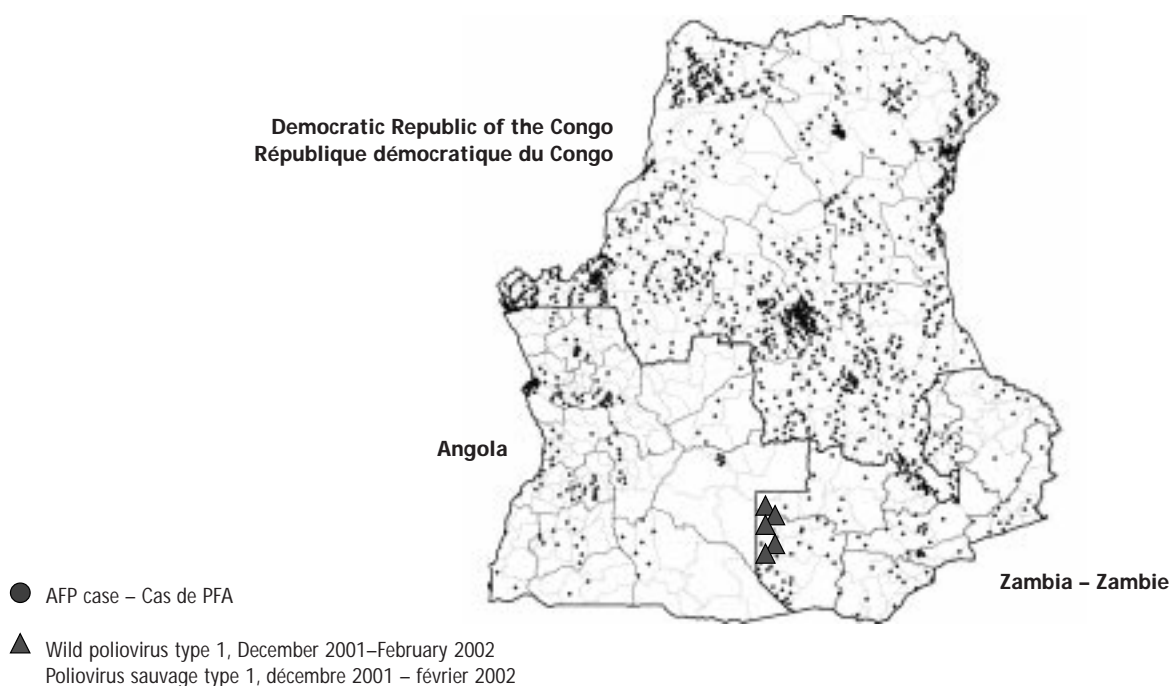 Democratic Republic of the Congo
République démocratique du Congo
Angola
Zambia – Zambie
AFP case – Cas de PFA
Wild poliovirus type 1, December 2001–February 2002
Poliovirus sauvage type 1, décembre 2001 – février 2002